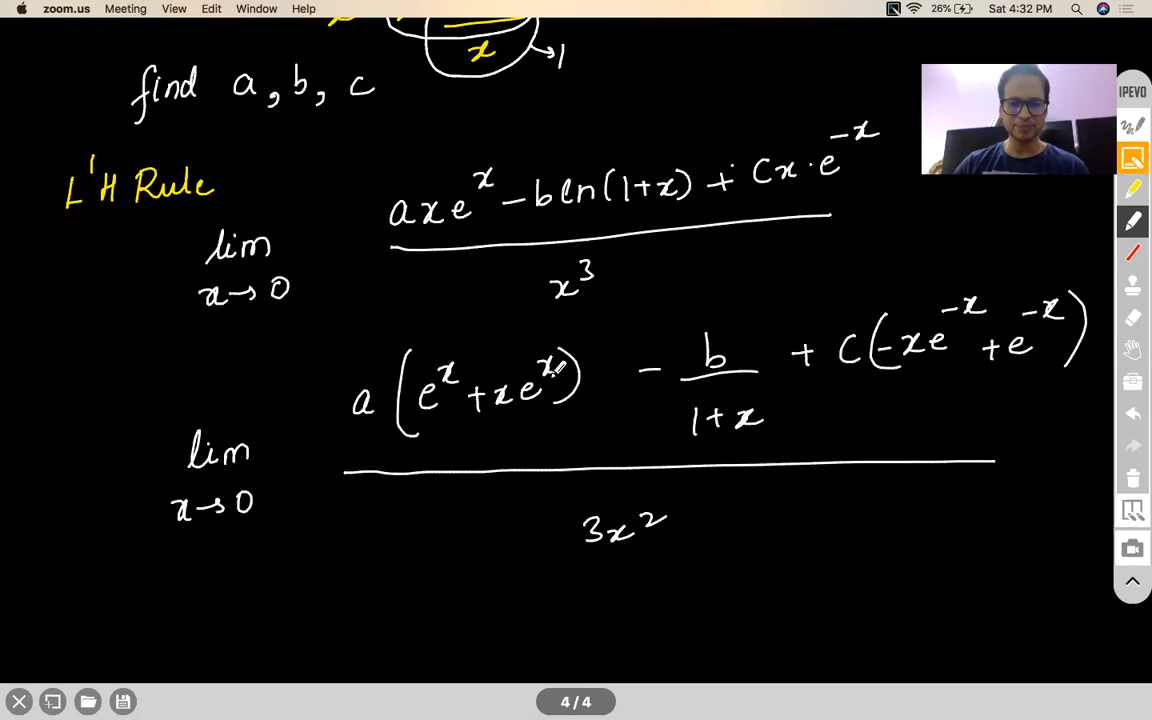 zoom.us Meeting View Edit Window Help 26% Sat 4:32 PM
x → 1
find a, b, c
IPEVO
L'H Rule
lim x→0 (axe^x − b ln(1+x) + Cx · e^−x) / x^3
lim x→0 (a(e^x + xe^x) − b/(1+x) + C(−xe^−x + e^−x)) / 3x^2
4/4